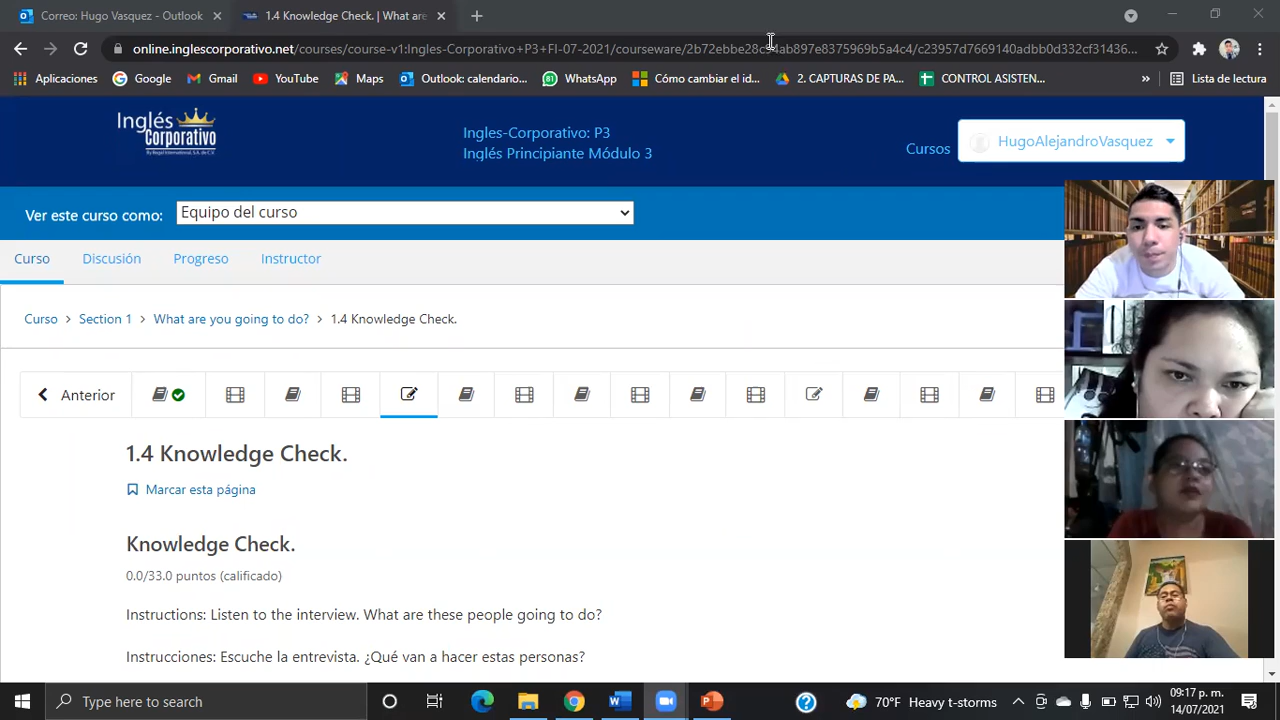 Correo: Hugo Vasquez - Outlook
1.4 Knowledge Check. | What are
online.inglescorporativo.net/courses/course-v1:Ingles-Corporativo+P3+FI-07-2021/courseware/
Aplicaciones Google Gmail YouTube Maps Outlook: calendario... WhatsApp Cómo cambiar el id... 2. CAPTURAS DE PA... CONTROL ASISTEN... » Lista de lectura
Inglés Corporativo
By Regal International, S.A. de C.V.
Ingles-Corporativo: P3
Inglés Principiante Módulo 3
Cursos HugoAlejandroVasquez
Ver este curso como: Equipo del curso
Curso Discusión Progreso Instructor
Curso > Section 1 > What are you going to do? > 1.4 Knowledge Check.
Anterior
1.4 Knowledge Check.
Marcar esta página
Knowledge Check.
0.0/33.0 puntos (calificado)
Instructions: Listen to the interview. What are these people going to do?
Instrucciones: Escuche la entrevista. ¿Qué van a hacer estas personas?
Type here to search
70°F Heavy t-storms
09:17 p. m.
14/07/2021